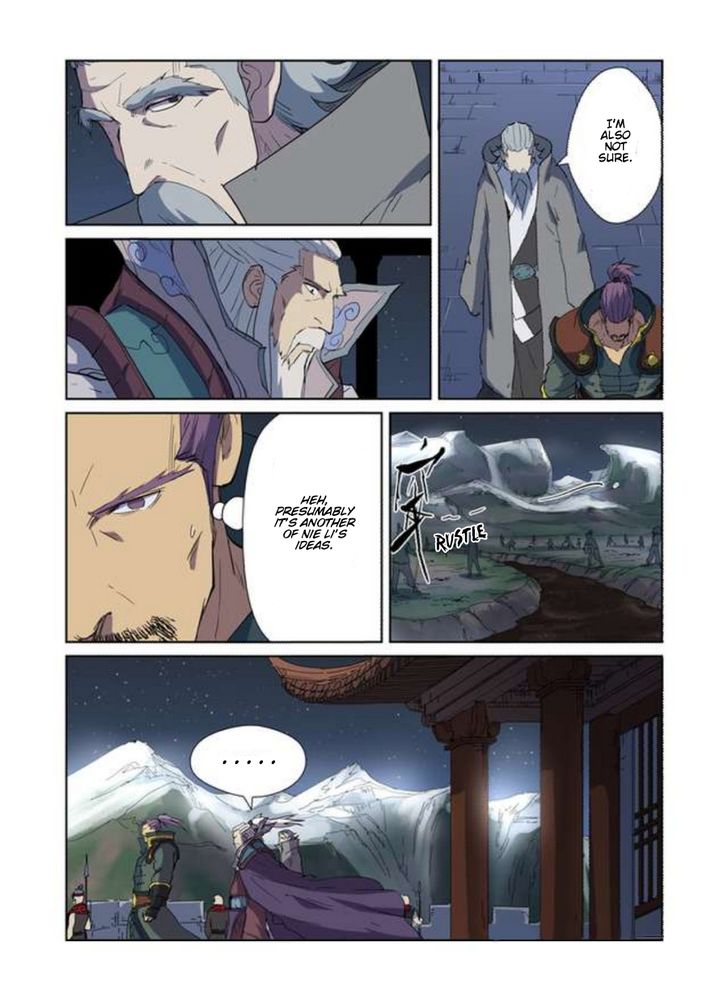 I'M
ALSO
NOT
SURE.
HEH,
PRESUMABLY
IT'S ANOTHER
OF NIE LI'S
IDEAS.
RUSTLE
.....